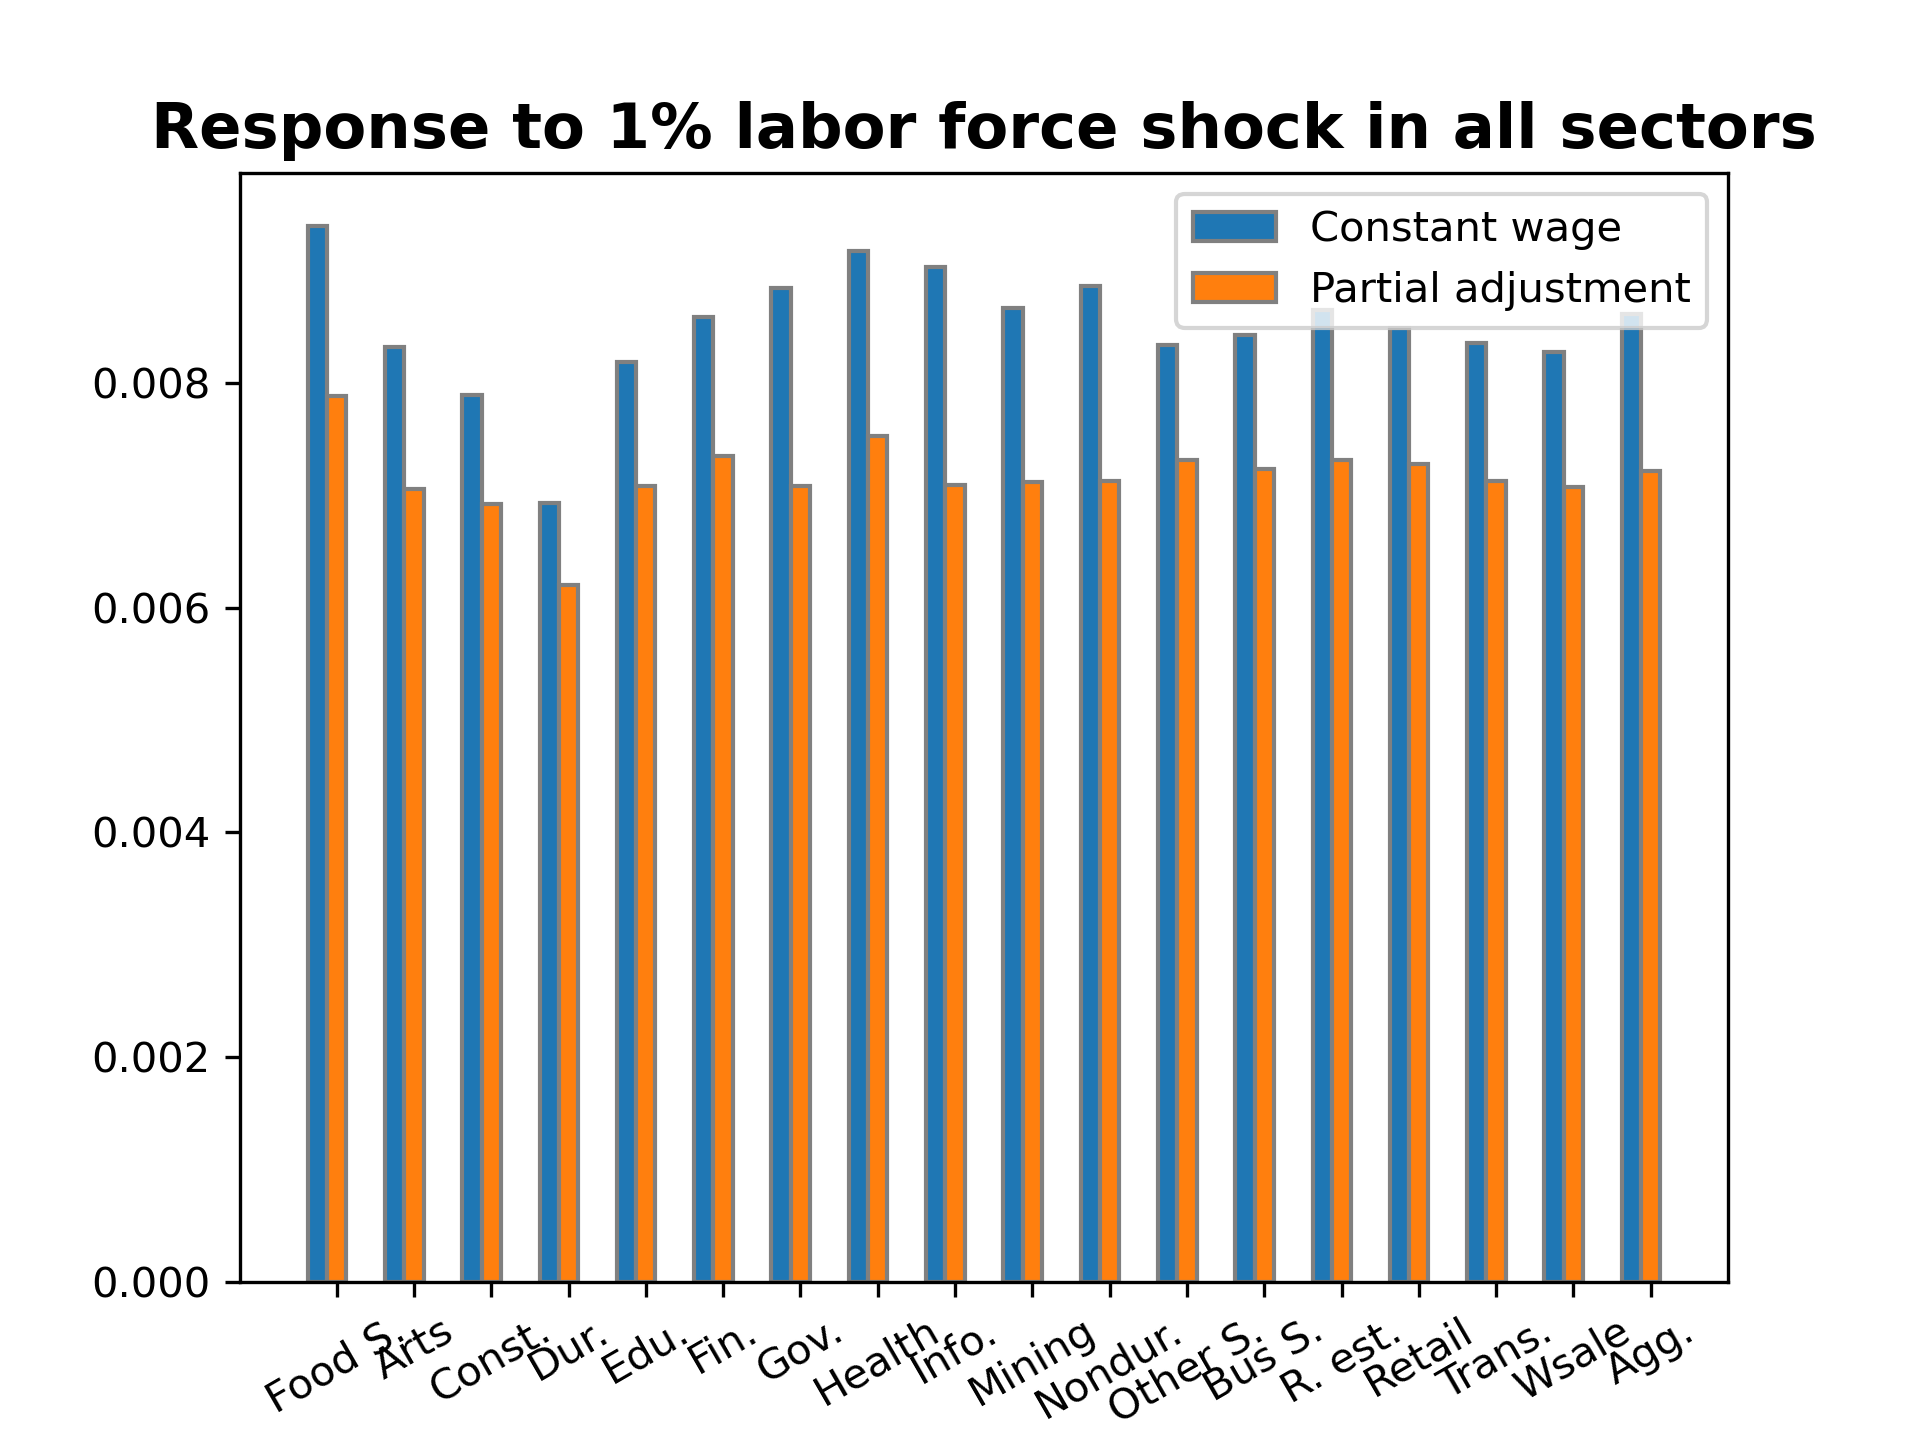 Response to 1% labor force shock in all sectors
Constant wage
Partial adjustment
0.008
0.006
0.004
0.002
0.000
Food S.
Arts
Const.
Dur.
Edu.
Fin.
Gov.
Health
Info.
Mining
Nondur.
Other S.
Bus S.
R. est.
Retail
Trans.
Wsale
Agg.